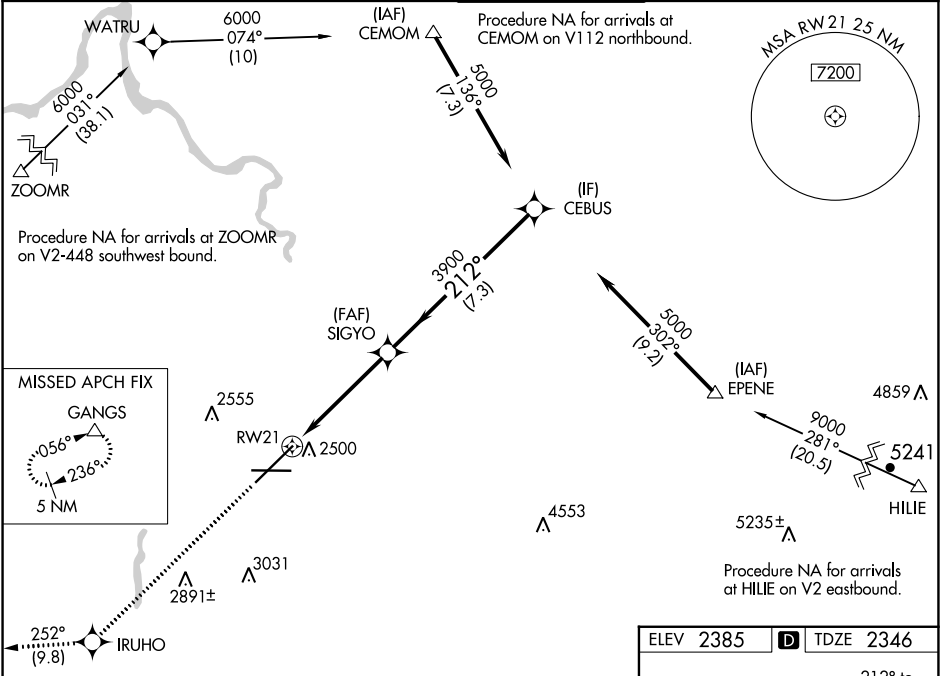 WATRU
6000
074°
(10)
(IAF)
CEMOM
Procedure NA for arrivals at
CEMOM on V112 northbound.
MSA RW21 25 NM
7200
6000
031°
(38.1)
ZOOMR
5000
136°
(7.3)
(IF)
CEBUS
Procedure NA for arrivals at ZOOMR
on V2-448 southwest bound.
3900
212°
(7.3)
(FAF)
SIGYO
5000
302°
(9.2)
(IAF)
EPENE
4859
MISSED APCH FIX
GANGS
056°
236°
5 NM
2555
RW21
2500
9000
281°
(20.5)
5241
HILIE
4553
5235±
3031
2891±
Procedure NA for arrivals
at HILIE on V2 eastbound.
252°
(9.8)
IRUHO
ELEV 2385 D TDZE 2346
212° to